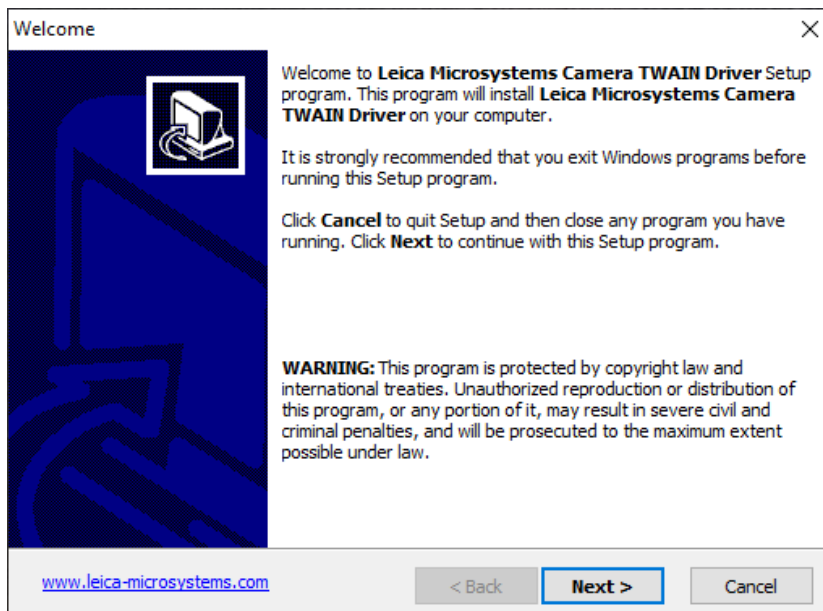 Welcome
Welcome to Leica Microsystems Camera TWAIN Driver Setup
program. This program will install Leica Microsystems Camera
TWAIN Driver on your computer.
It is strongly recommended that you exit Windows programs before
running this Setup program.
Click Cancel to quit Setup and then close any program you have
running. Click Next to continue with this Setup program.
WARNING: This program is protected by copyright law and
international treaties. Unauthorized reproduction or distribution of
this program, or any portion of it, may result in severe civil and
criminal penalties, and will be prosecuted to the maximum extent
possible under law.
www.leica-microsystems.com
< Back
Next >
Cancel